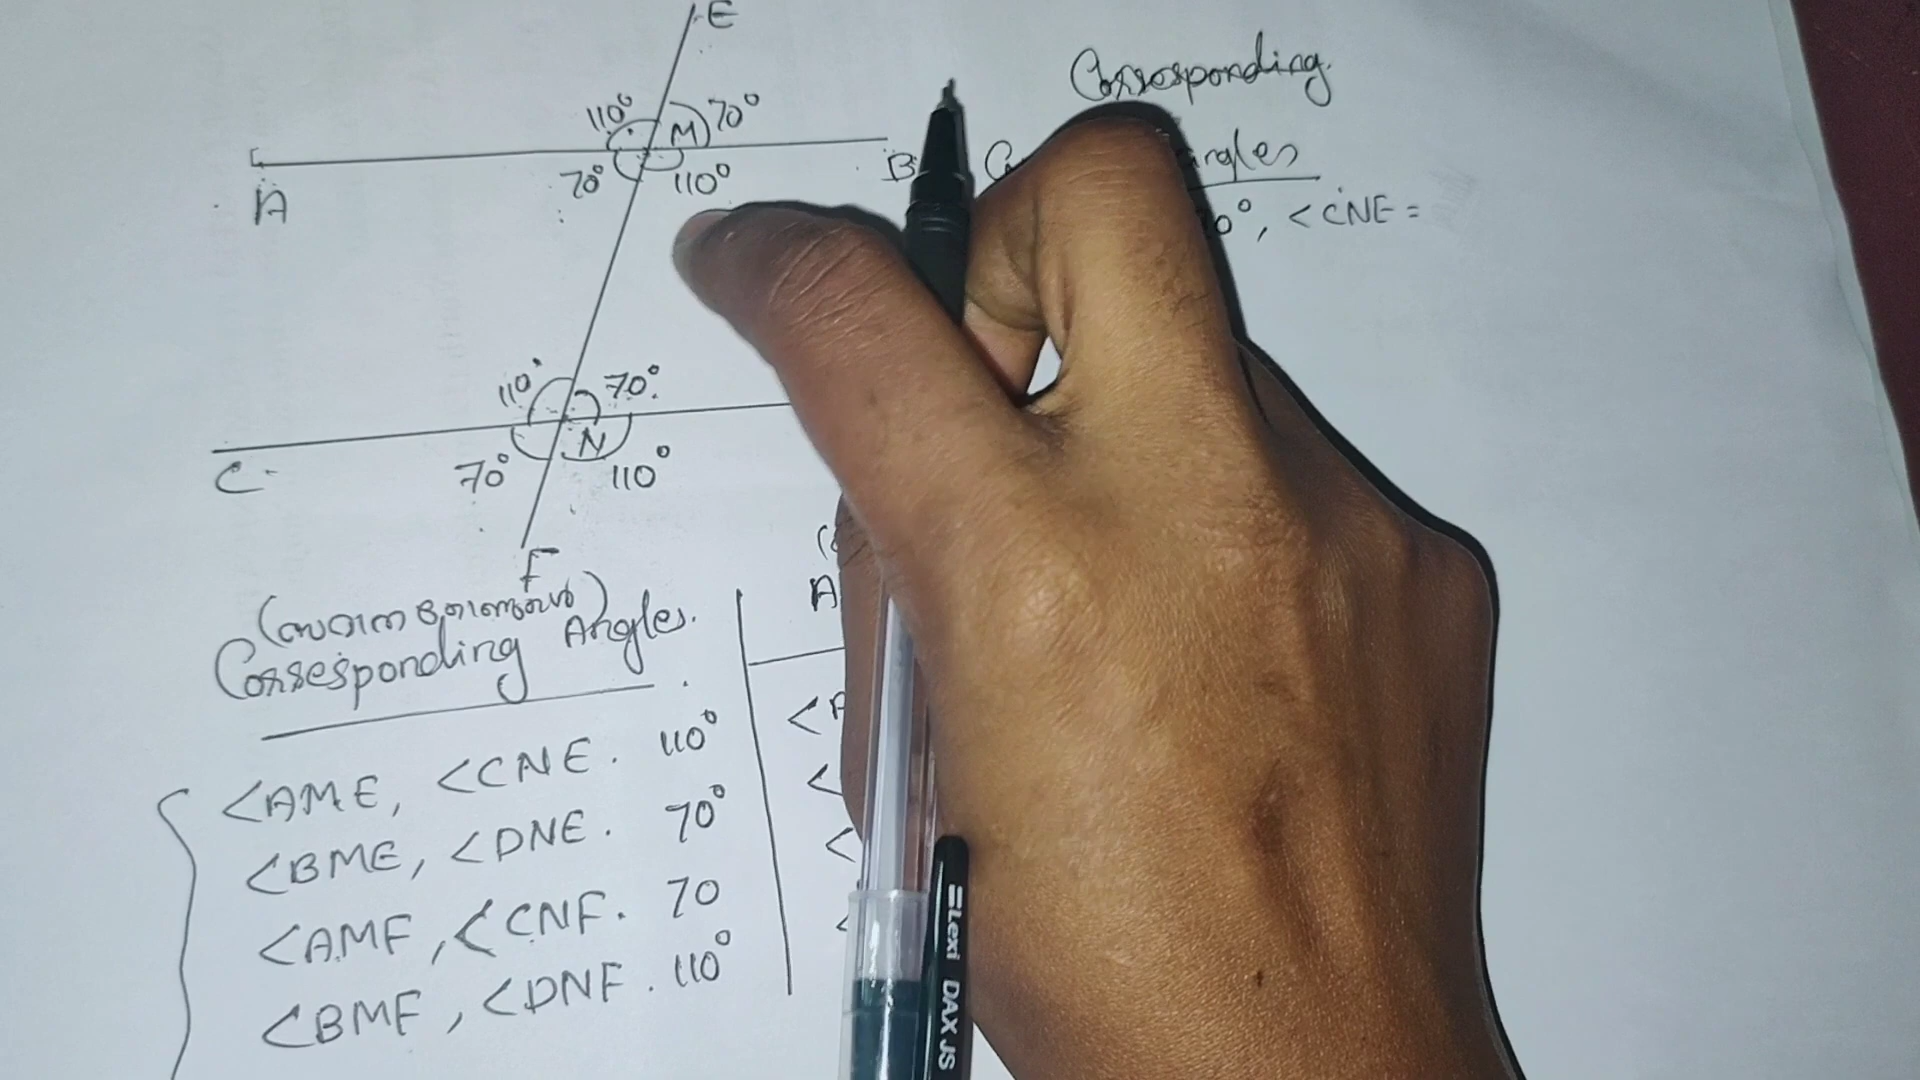 E
110° M 70°
A 70° 110° B
110° 70°
C N
70° 110°
F
Corresponding Angles.
<AME, <CNE. 110°
<BME, <DNE. 70°
<AMF, <CNF. 70
<BMF, <DNF. 110°
A
<
<
<
Corresponding.
0°, <CNE =
Lexi DAX JS